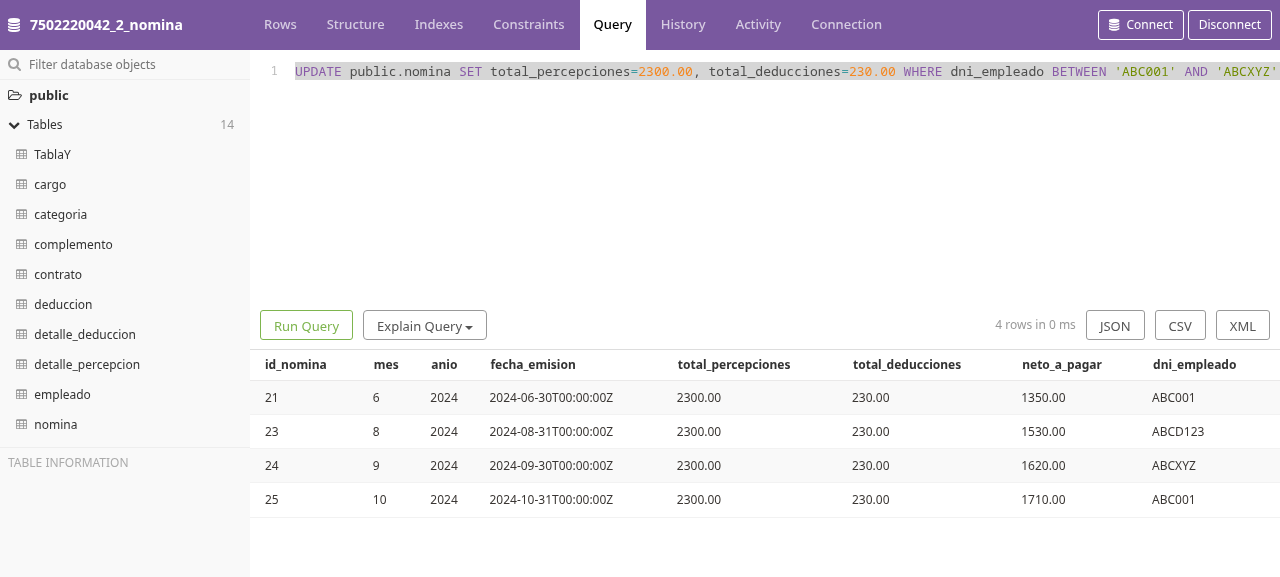 7502220042_2_nomina
Rows Structure Indexes Constraints Query History Activity Connection Connect Disconnect
Filter database objects
public
Tables 14
TablaY
cargo
categoria
complemento
contrato
deduccion
detalle_deduccion
detalle_percepcion
empleado
nomina
TABLE INFORMATION
1 UPDATE public.nomina SET total_percepciones=2300.00, total_deducciones=230.00 WHERE dni_empleado BETWEEN 'ABC001' AND 'ABCXYZ'
Run Query Explain Query 4 rows in 0 ms JSON CSV XML
id_nomina mes anio fecha_emision total_percepciones total_deducciones neto_a_pagar dni_empleado
21 6 2024 2024-06-30T00:00:00Z 2300.00 230.00 1350.00 ABC001
23 8 2024 2024-08-31T00:00:00Z 2300.00 230.00 1530.00 ABCD123
24 9 2024 2024-09-30T00:00:00Z 2300.00 230.00 1620.00 ABCXYZ
25 10 2024 2024-10-31T00:00:00Z 2300.00 230.00 1710.00 ABC001